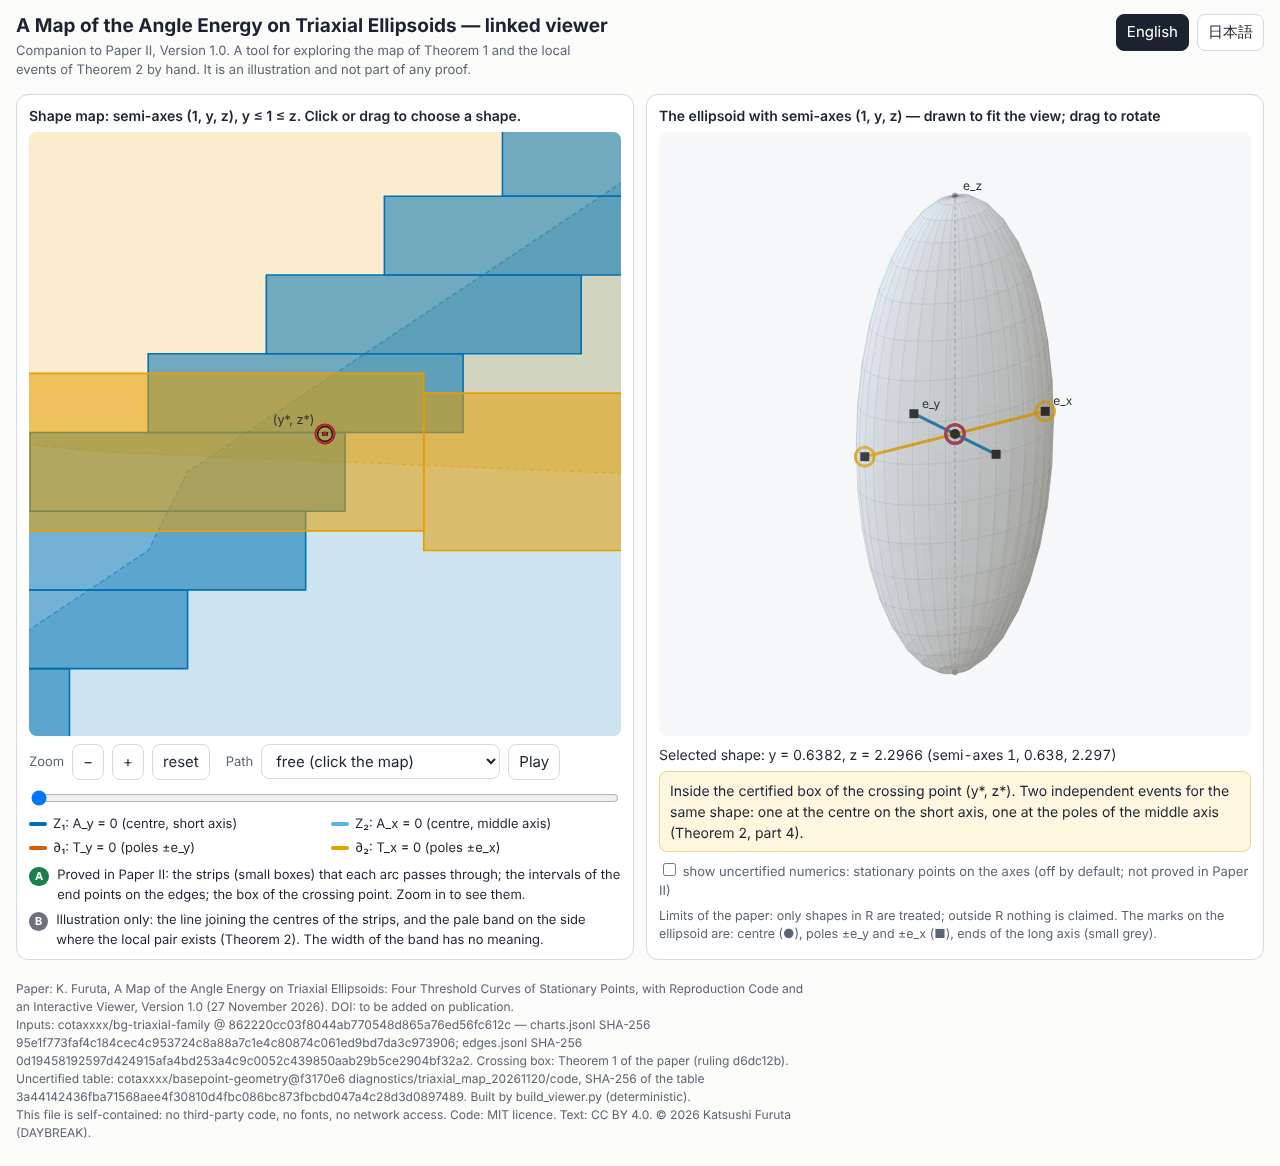 A Map of the Angle Energy on Triaxial Ellipsoids — linked viewer
Companion to Paper II, Version 1.0. A tool for exploring the map of Theorem 1 and the local
events of Theorem 2 by hand. It is an illustration and not part of any proof.
English
日本語
Shape map: semi-axes (1, y, z), y ≤ 1 ≤ z. Click or drag to choose a shape.
(y*, z*)
Zoom
−
+
reset
Path
free (click the map)
Play
Z₁: A_y = 0 (centre, short axis)
Z₂: A_x = 0 (centre, middle axis)
∂₁: T_y = 0 (poles ±e_y)
∂₂: T_x = 0 (poles ±e_x)
A
Proved in Paper II: the strips (small boxes) that each arc passes through; the intervals of the
end points on the edges; the box of the crossing point. Zoom in to see them.
B
Illustration only: the line joining the centres of the strips, and the pale band on the side
where the local pair exists (Theorem 2). The width of the band has no meaning.
The ellipsoid with semi-axes (1, y, z) — drawn to fit the view; drag to rotate
e_z
e_y
e_x
Selected shape: y = 0.6382, z = 2.2966 (semi-axes 1, 0.638, 2.297)
Inside the certified box of the crossing point (y*, z*). Two independent events for the
same shape: one at the centre on the short axis, one at the poles of the middle axis
(Theorem 2, part 4).
show uncertified numerics: stationary points on the axes (off by default; not proved in Paper
II)
Limits of the paper: only shapes in R are treated; outside R nothing is claimed. The marks on the
ellipsoid are: centre (●), poles ±e_y and ±e_x (■), ends of the long axis (small grey).
Paper: K. Furuta, A Map of the Angle Energy on Triaxial Ellipsoids: Four Threshold Curves of Stationary Points, with Reproduction Code and
an Interactive Viewer, Version 1.0 (27 November 2026). DOI: to be added on publication.
Inputs: cotaxxxx/bg-triaxial-family @ 862220cc03f8044ab770548d865a76ed56fc612c — charts.jsonl SHA-256
95e1f773faf4c184cec4c953724c8a88a7c1e4c80874c061ed9bd7da3c973906; edges.jsonl SHA-256
0d19458192597d424915afa4bd253a4c9c0052c439850aab29b5ce2904bf32a2. Crossing box: Theorem 1 of the paper (ruling d6dc12b).
Uncertified table: cotaxxxx/basepoint-geometry@f3170e6 diagnostics/triaxial_map_20261120/code, SHA-256 of the table
3a44142436fba71568aee4f30810d4fbc086bc873fbcbd047a4c28d3d0897489. Built by build_viewer.py (deterministic).
This file is self-contained: no third-party code, no fonts, no network access. Code: MIT licence. Text: CC BY 4.0. © 2026 Katsushi Furuta
(DAYBREAK).